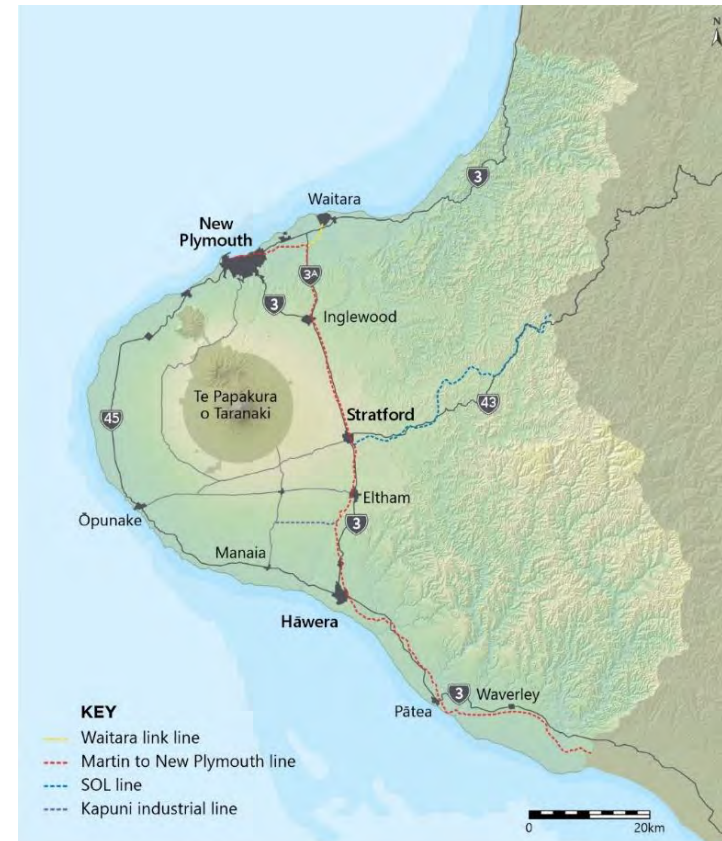 N
3
Waitara
New
Plymouth
3A
3
Inglewood
Te Papakura
o Taranaki
45
Stratford
43
Eltham
Ōpunake
3
Manaia
Hāwera
3
Waverley
Pātea
KEY
Waitara link line
Martin to New Plymouth line
SOL line
Kapuni industrial line
0
20km